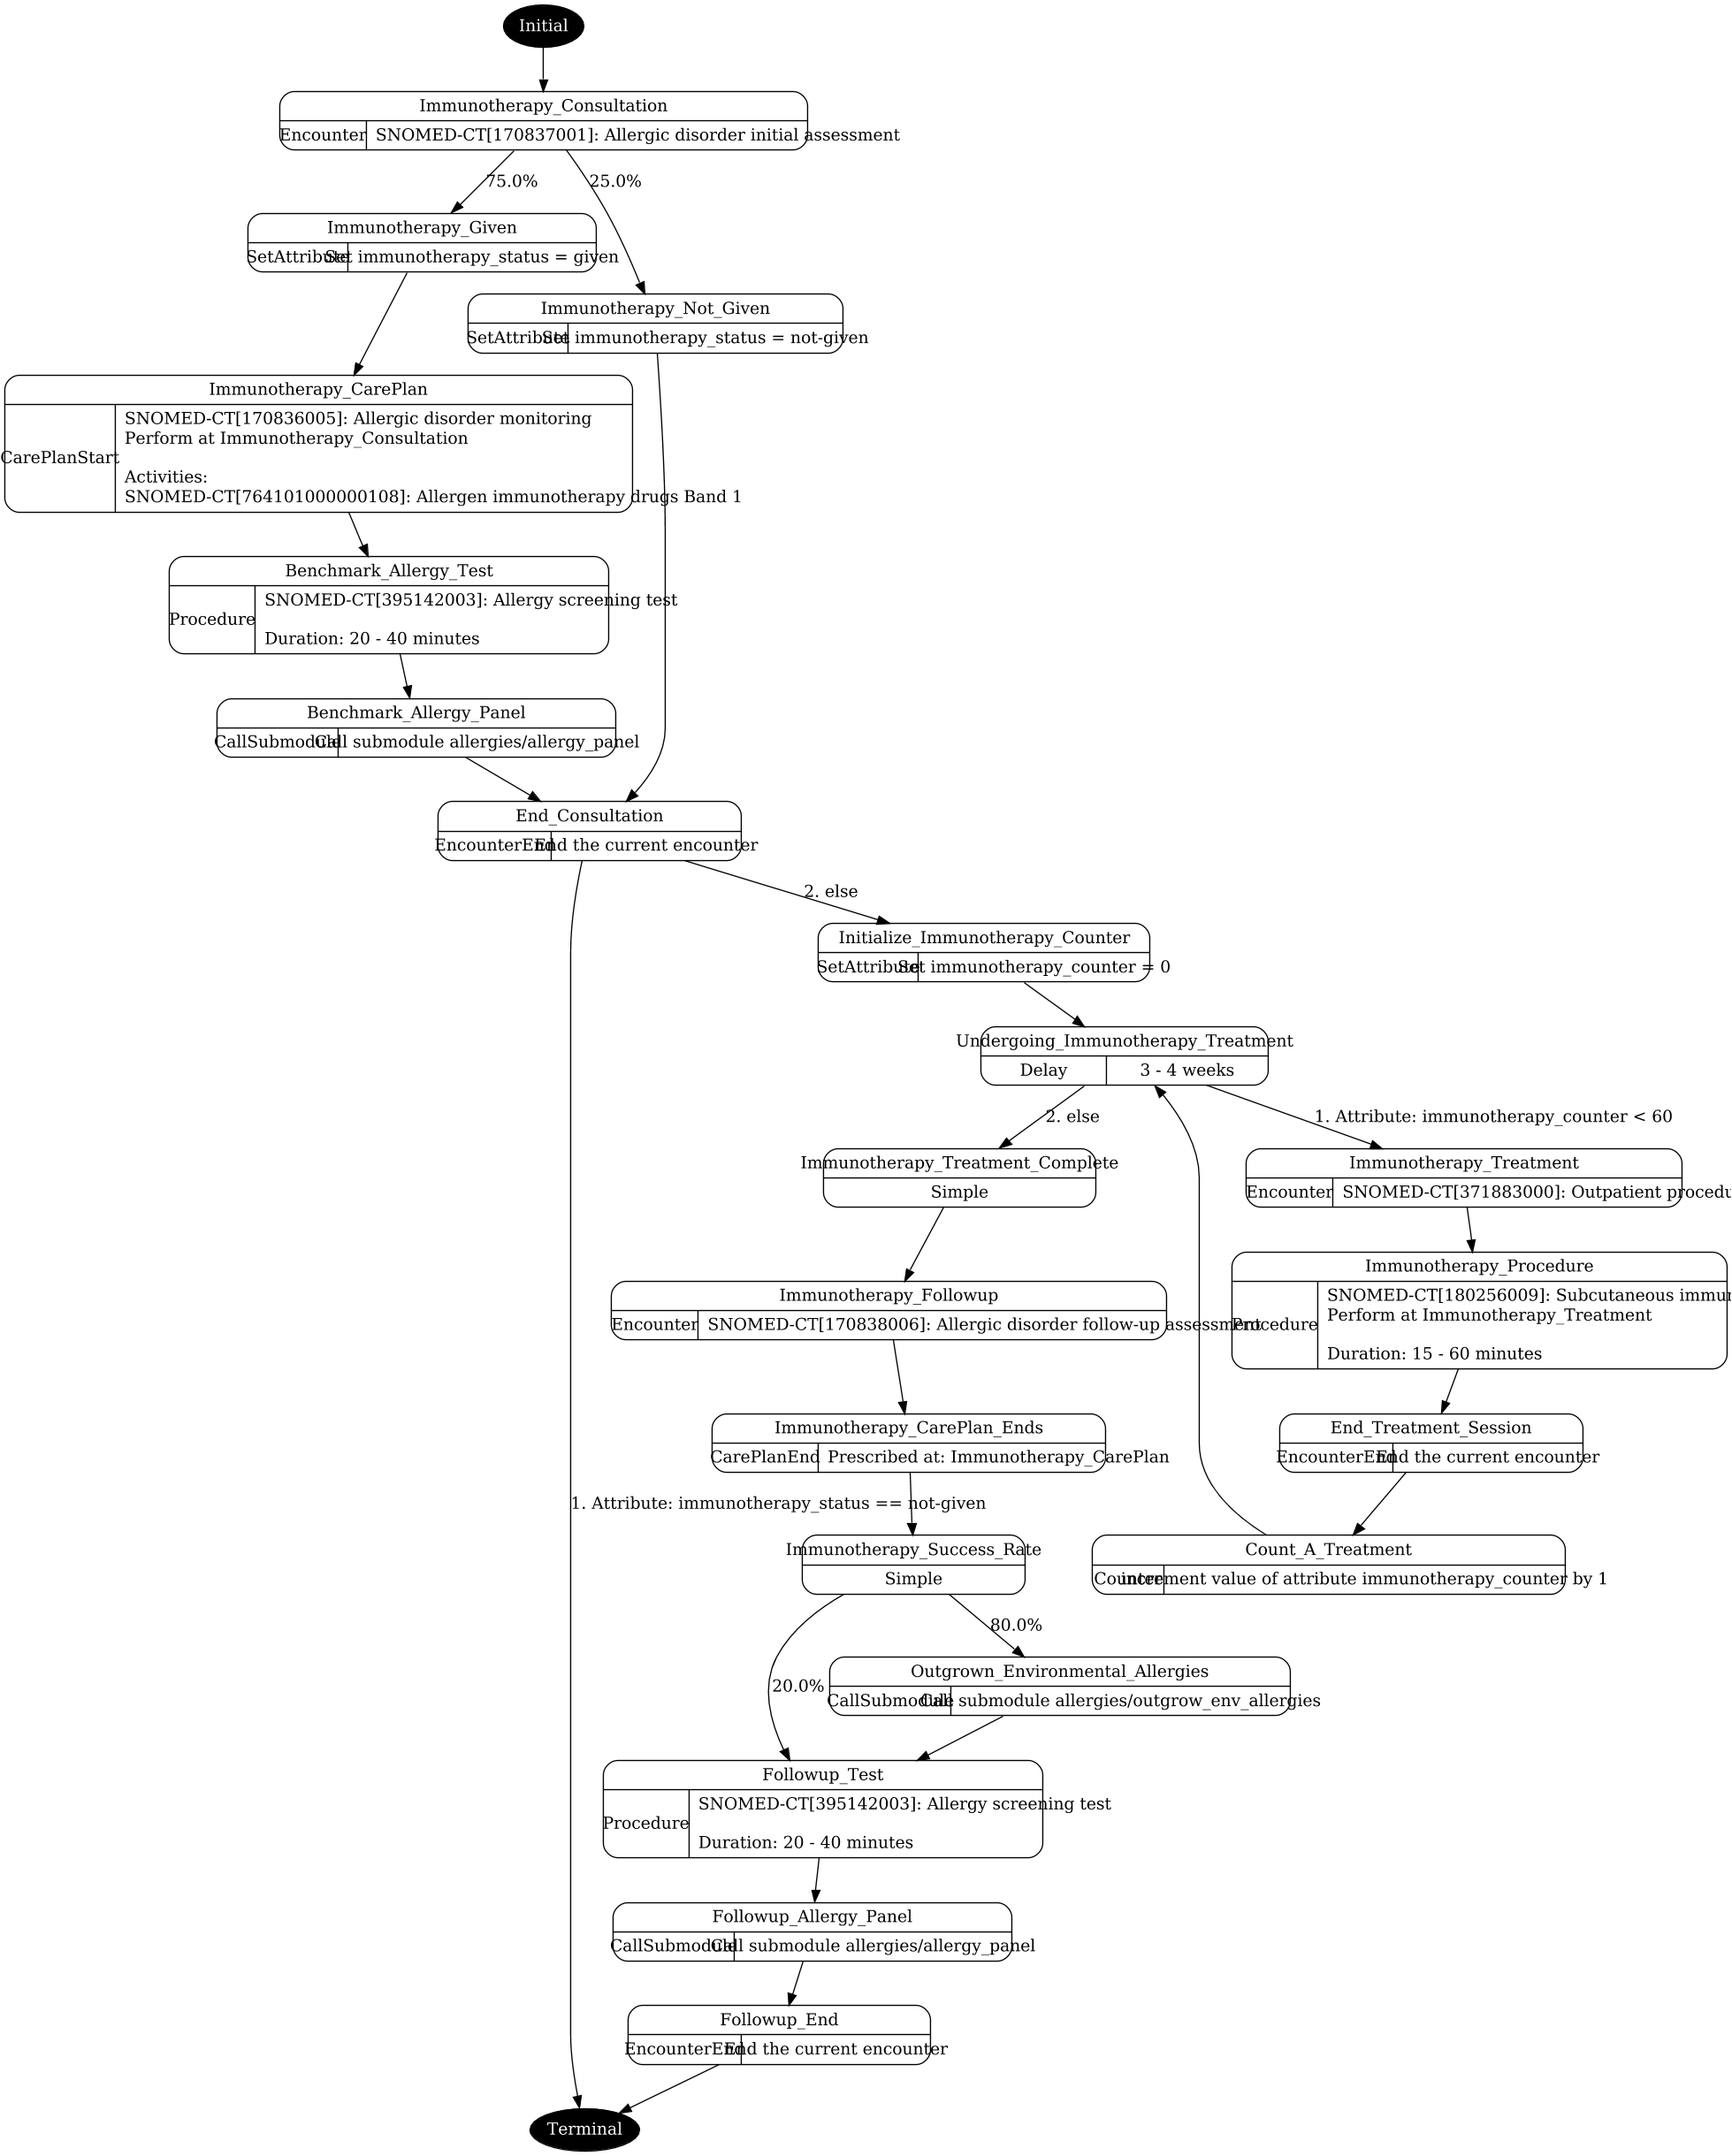 Initial
Immunotherapy_Consultation
Encounter
SNOMED-CT[170837001]: Allergic disorder initial assessment
75.0%
25.0%
Immunotherapy_Given
SetAttribute
Set immunotherapy_status = given
Immunotherapy_Not_Given
SetAttribute
Set immunotherapy_status = not-given
Immunotherapy_CarePlan
CarePlanStart
SNOMED-CT[170836005]: Allergic disorder monitoring
Perform at Immunotherapy_Consultation
Activities:
SNOMED-CT[764101000000108]: Allergen immunotherapy drugs Band 1
Benchmark_Allergy_Test
Procedure
SNOMED-CT[395142003]: Allergy screening test
Duration: 20 - 40 minutes
Benchmark_Allergy_Panel
CallSubmodule
Call submodule allergies/allergy_panel
End_Consultation
EncounterEnd
End the current encounter
2. else
Initialize_Immunotherapy_Counter
SetAttribute
Set immunotherapy_counter = 0
Undergoing_Immunotherapy_Treatment
Delay
3 - 4 weeks
2. else
1. Attribute: immunotherapy_counter < 60
Immunotherapy_Treatment_Complete
Simple
Immunotherapy_Treatment
Encounter
SNOMED-CT[371883000]: Outpatient procedu
Immunotherapy_Procedure
Procedure
SNOMED-CT[180256009]: Subcutaneous immu
Perform at Immunotherapy_Treatment
Duration: 15 - 60 minutes
Immunotherapy_Followup
Encounter
SNOMED-CT[170838006]: Allergic disorder follow-up assessment
Immunotherapy_CarePlan_Ends
CarePlanEnd
Prescribed at: Immunotherapy_CarePlan
End_Treatment_Session
EncounterEnd
End the current encounter
1. Attribute: immunotherapy_status == not-given
Immunotherapy_Success_Rate
Simple
Count_A_Treatment
Counter
increment value of attribute immunotherapy_counter by 1
80.0%
20.0%
Outgrown_Environmental_Allergies
CallSubmodule
Call submodule allergies/outgrow_env_allergies
Followup_Test
Procedure
SNOMED-CT[395142003]: Allergy screening test
Duration: 20 - 40 minutes
Followup_Allergy_Panel
CallSubmodule
Call submodule allergies/allergy_panel
Followup_End
EncounterEnd
End the current encounter
Terminal